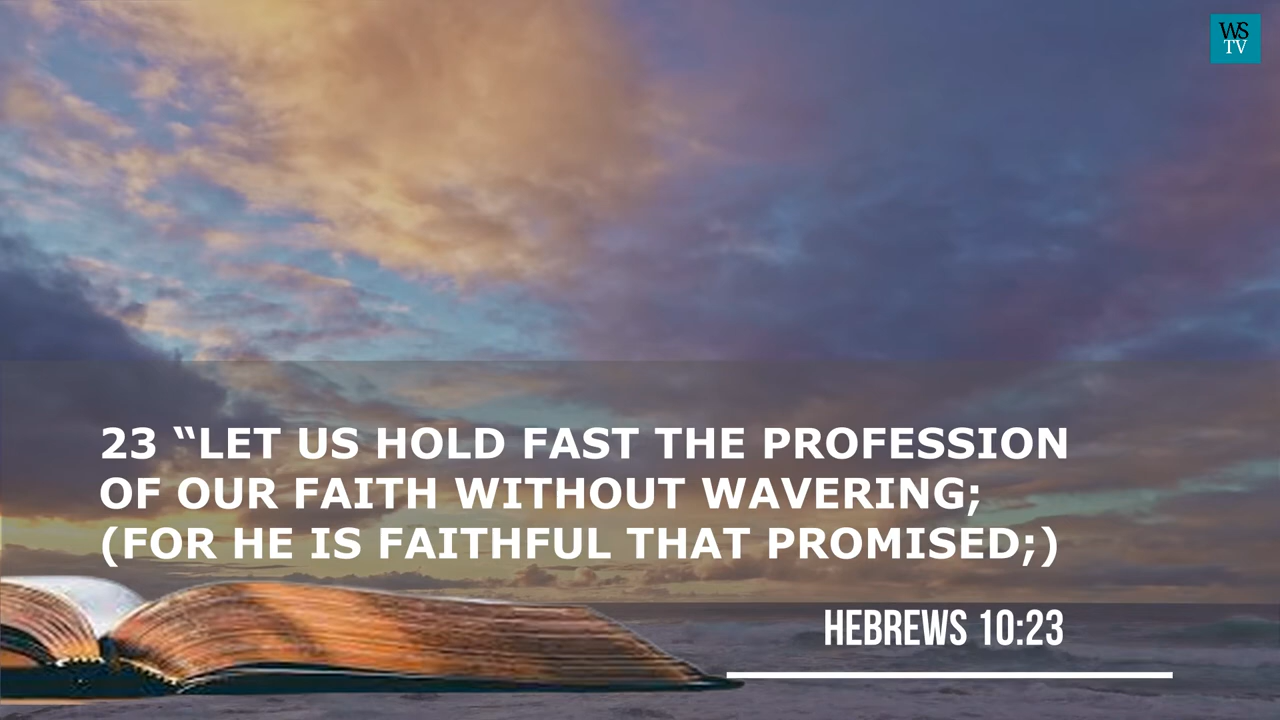 WS
TV
23 “LET US HOLD FAST THE PROFESSION
OF OUR FAITH WITHOUT WAVERING;
(FOR HE IS FAITHFUL THAT PROMISED;)
HEBREWS 10:23